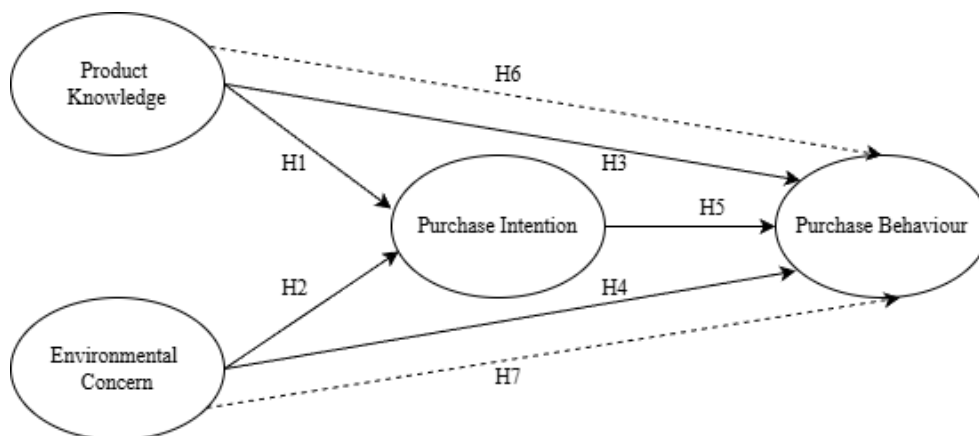 Product
Knowledge
H6
H1
H3
Purchase Intention
H5
Purchase Behaviour
H2
H4
Environmental
Concern
H7